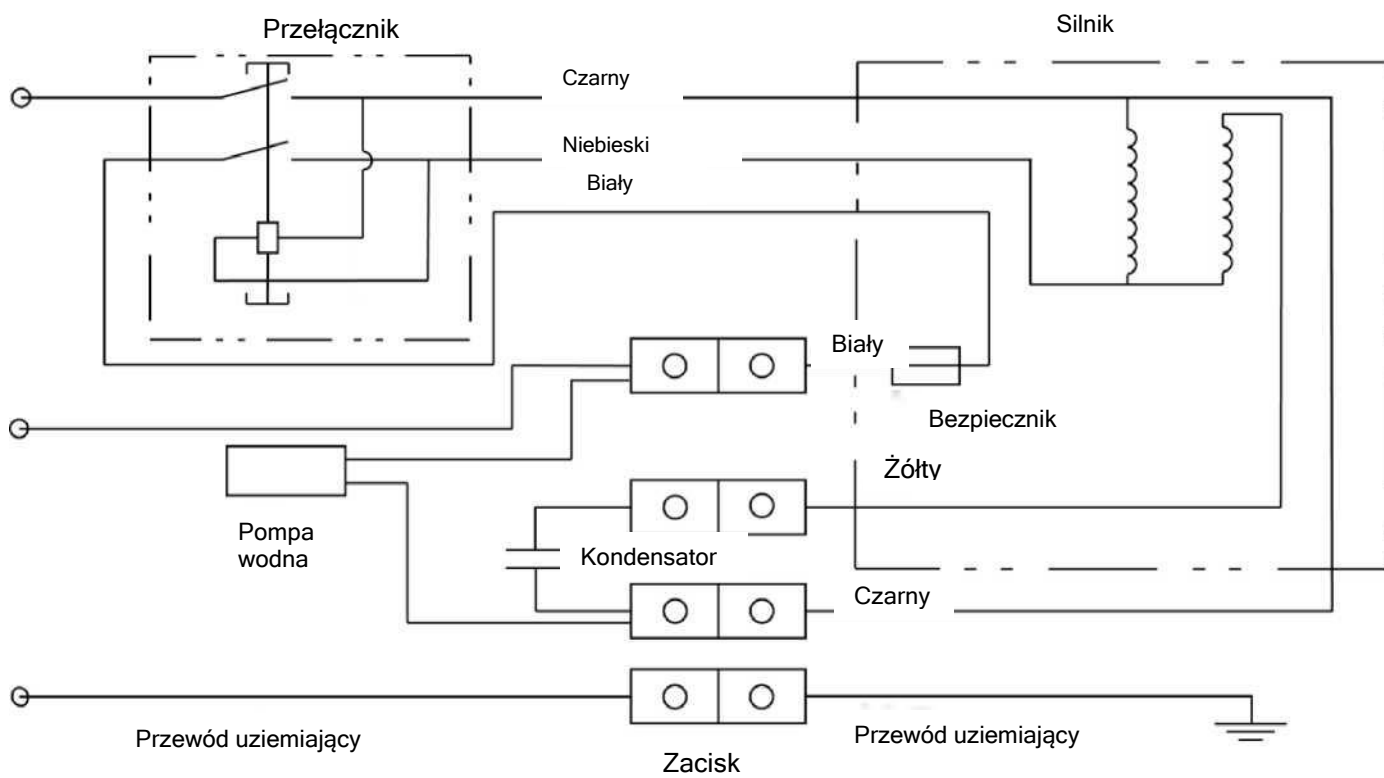 Przełącznik
Silnik
Czarny
Niebieski
Biały
Biały
Bezpiecznik
Żółty
Pompa
wodna
Kondensator
Czarny
Przewód uziemiający
Przewód uziemiający
Zacisk